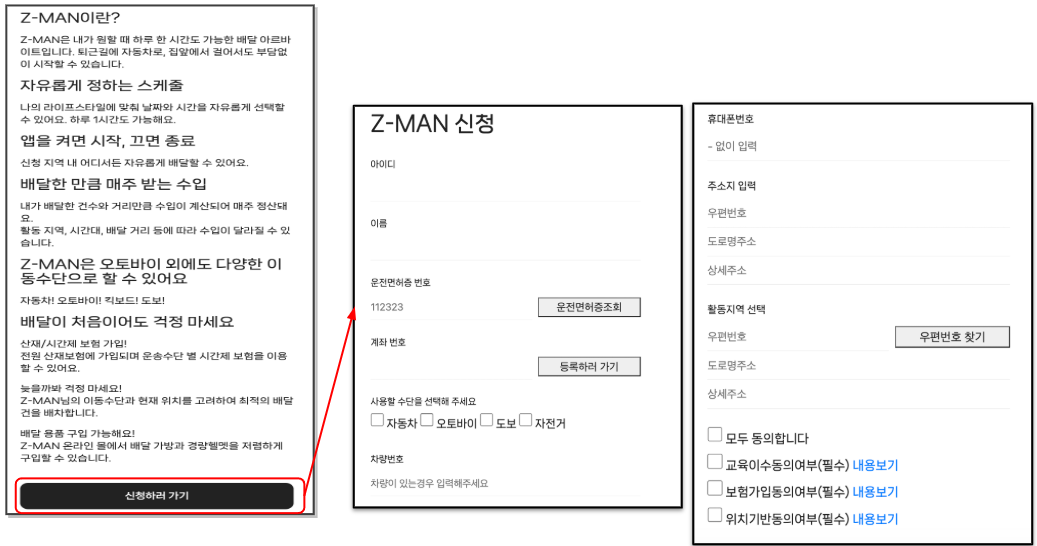 Z-MAN이란?
Z-MAN은 내가 원할 때 하루 한 시간도 가능한 배달 아르바
이트입니다. 퇴근길에 자동차로, 집앞에서 걸어서도 부담없
이 시작할 수 있습니다.
자유롭게 정하는 스케줄
나의 라이프스타일에 맞춰 날짜와 시간을 자유롭게 선택할
수 있어요. 하루 1시간도 가능해요.
앱을 켜면 시작, 끄면 종료
신청 지역 내 어디서든 자유롭게 배달할 수 있어요.
배달한 만큼 매주 받는 수입
내가 배달한 건수와 거리만큼 수입이 계산되어 매주 정산돼
요.
활동 지역, 시간대, 배달 거리 등에 따라 수입이 달라질 수 있
습니다.
Z-MAN은 오토바이 외에도 다양한 이
동수단으로 할 수 있어요
자동차! 오토바이! 킥보드! 도보!
배달이 처음이어도 걱정 마세요
산재/시간제 보험 가입!
전원 산재보험에 가입되며 운송수단 별 시간제 보험을 이용
할 수 있어요.
늦을까봐 걱정 마세요!
Z-MAN님의 이동수단과 현재 위치를 고려하여 최적의 배달
건을 배차합니다.
배달 용품 구입 가능해요!
Z-MAN 온라인 몰에서 배달 가방과 경량헬멧을 저렴하게
구입할 수 있습니다.
신청하러 가기
Z-MAN 신청
아이디
이름
운전면허증 번호
112323 운전면허증조회
계좌 번호
등록하러 가기
사용할 수단을 선택해 주세요
자동차 오토바이 도보 자전거
차량번호
차량이 있는경우 입력해주세요
휴대폰번호
- 없이 입력
주소지 입력
우편번호
도로명주소
상세주소
활동지역 선택
우편번호 우편번호 찾기
도로명주소
상세주소
모두 동의합니다
교육이수동의여부(필수) 내용보기
보험가입동의여부(필수) 내용보기
위치기반동의여부(필수) 내용보기